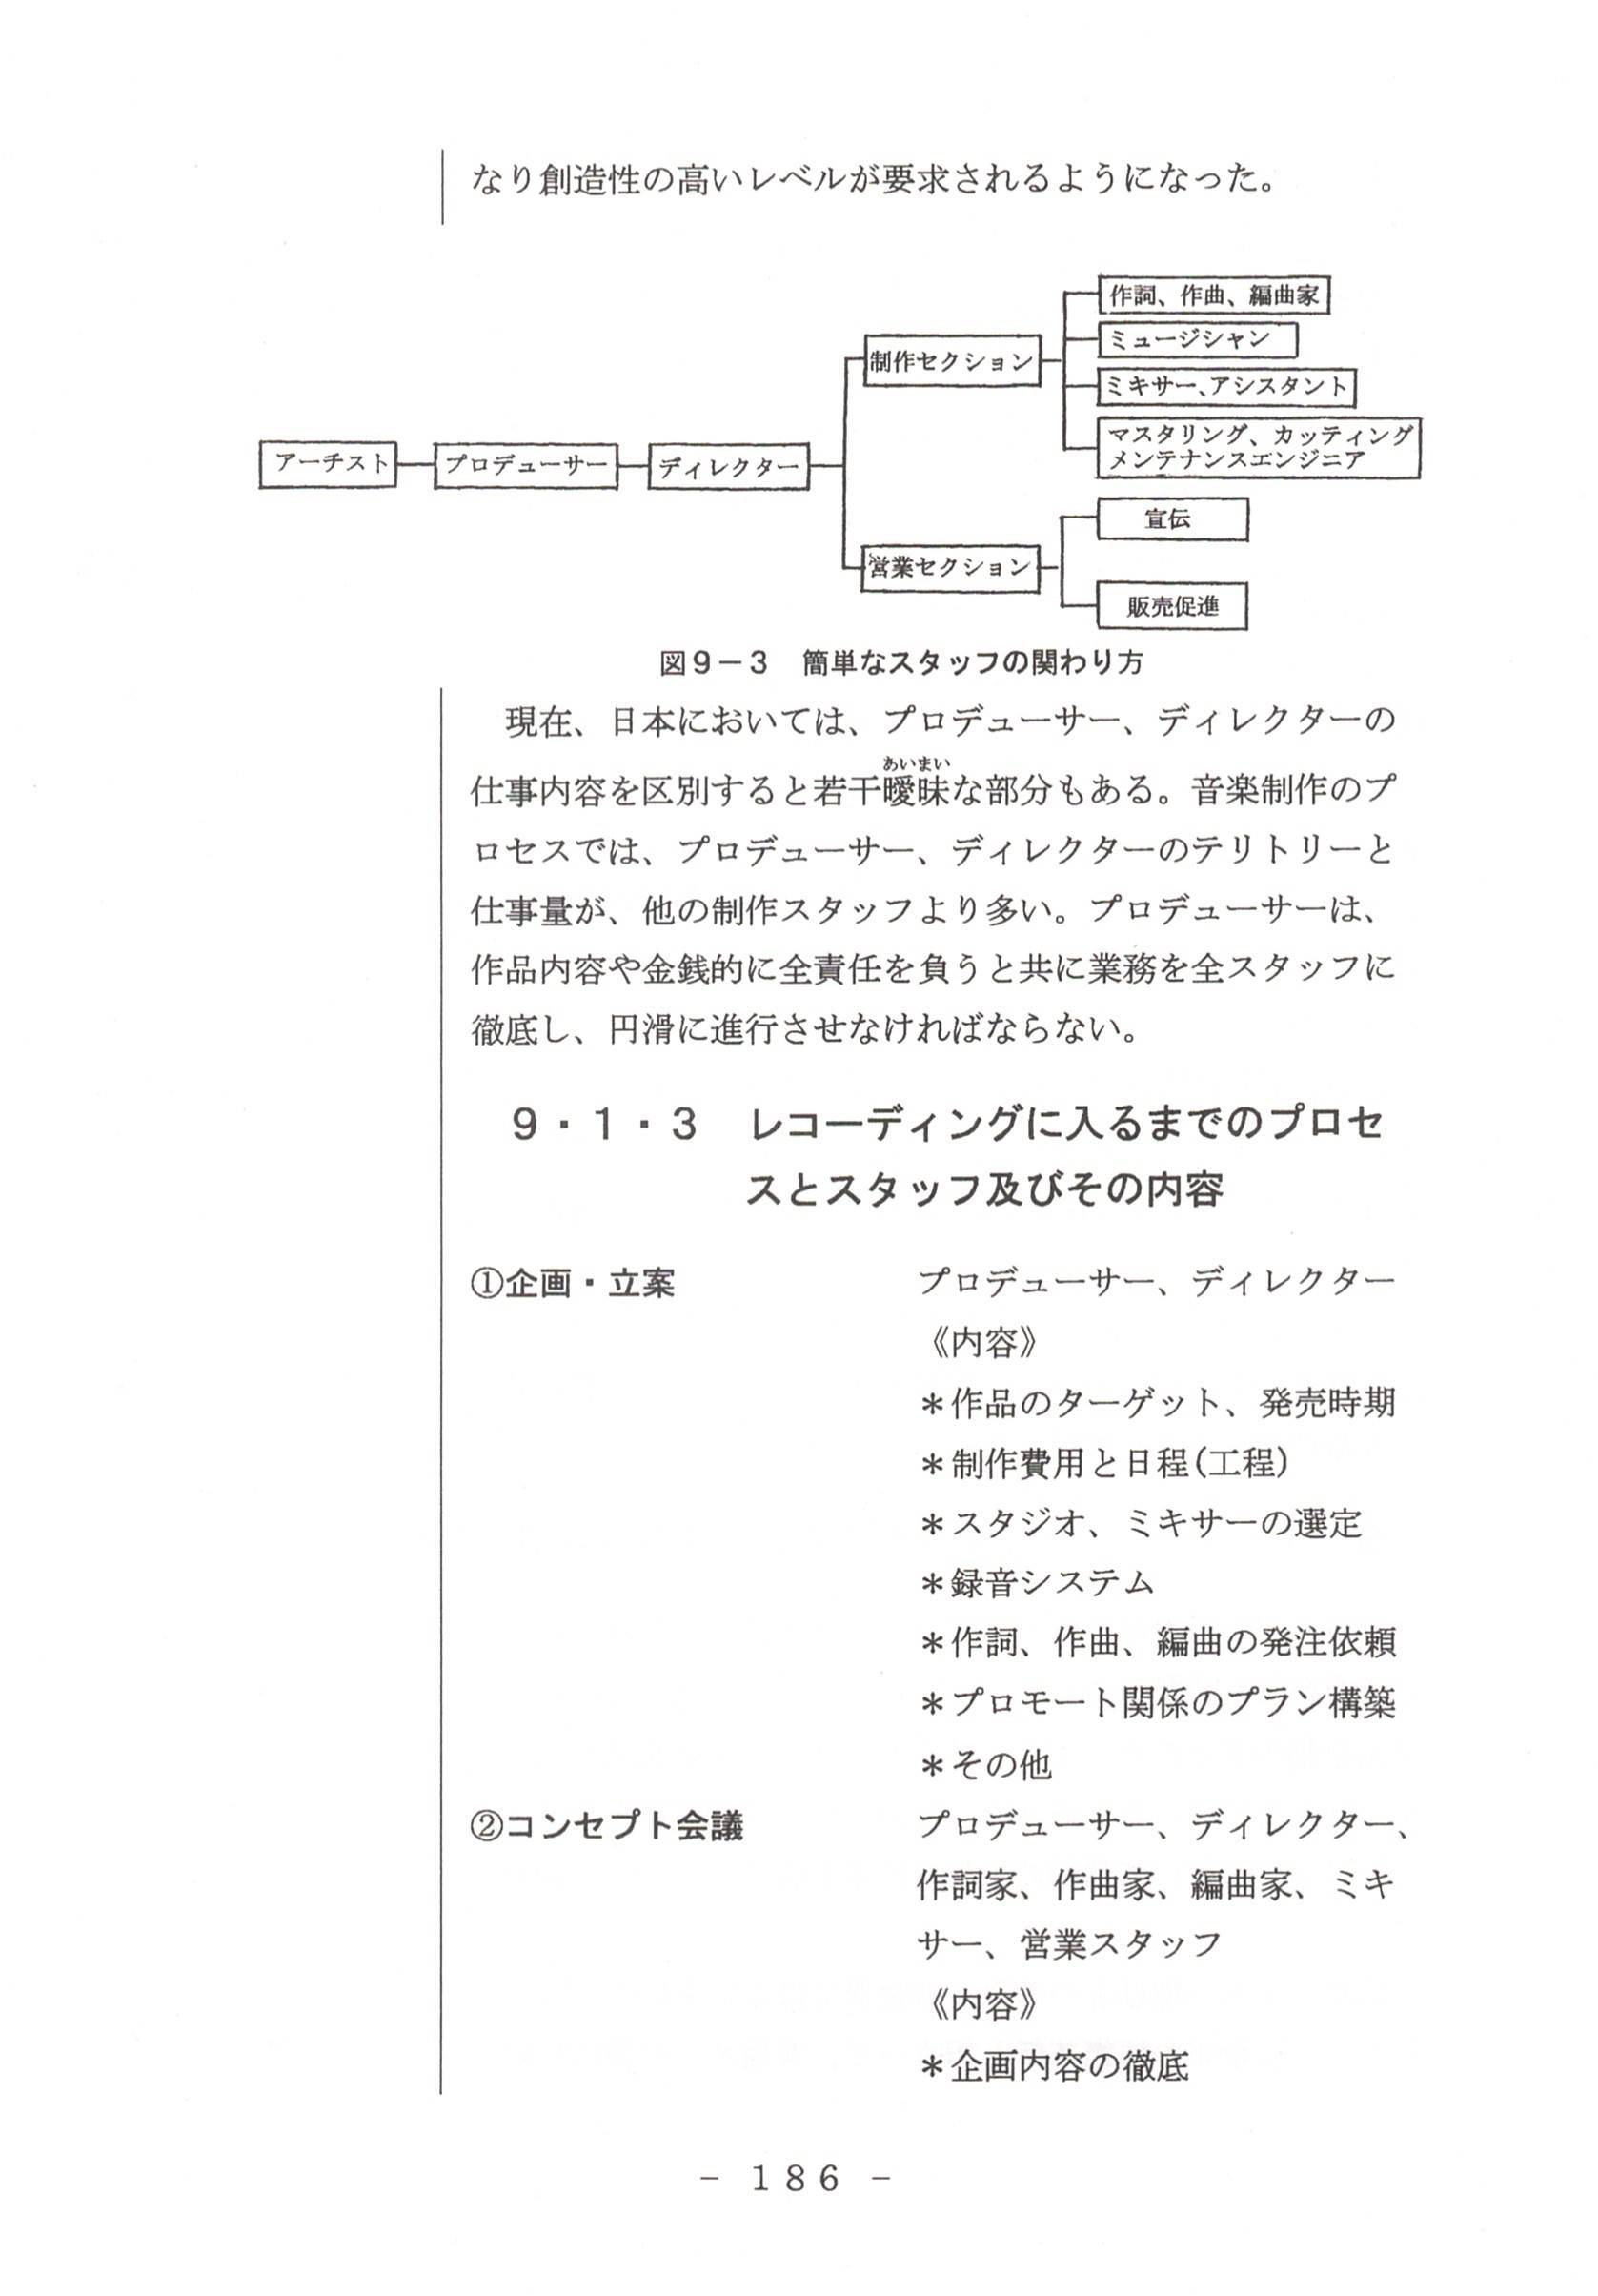 なり創造性の高いレベルが要求されるようになった。
アーチスト
プロデューサー
ディレクター
制作セクション
作詞、作曲、編曲家
ミュージシャン
ミキサー、アシスタント
マスタリング、カッティング
メンテナンスエンジニア
営業セクション
宣伝
販売促進
図9－3　簡単なスタッフの関わり方
現在、日本においては、プロデューサー、ディレクターの
あいまい
仕事内容を区別すると若干曖昧な部分もある。音楽制作のプ
ロセスでは、プロデューサー、ディレクターのテリトリーと
仕事量が、他の制作スタッフより多い。プロデューサーは、
作品内容や金銭的に全責任を負うと共に業務を全スタッフに
徹底し、円滑に進行させなければならない。
9・1・3　レコーディングに入るまでのプロセ
スとスタッフ及びその内容
①企画・立案　プロデューサー、ディレクター
《内容》
＊作品のターゲット、発売時期
＊制作費用と日程(工程)
＊スタジオ、ミキサーの選定
＊録音システム
＊作詞、作曲、編曲の発注依頼
＊プロモート関係のプラン構築
＊その他
②コンセプト会議　プロデューサー、ディレクター、
作詞家、作曲家、編曲家、ミキ
サー、営業スタッフ
《内容》
＊企画内容の徹底
－ 186 －